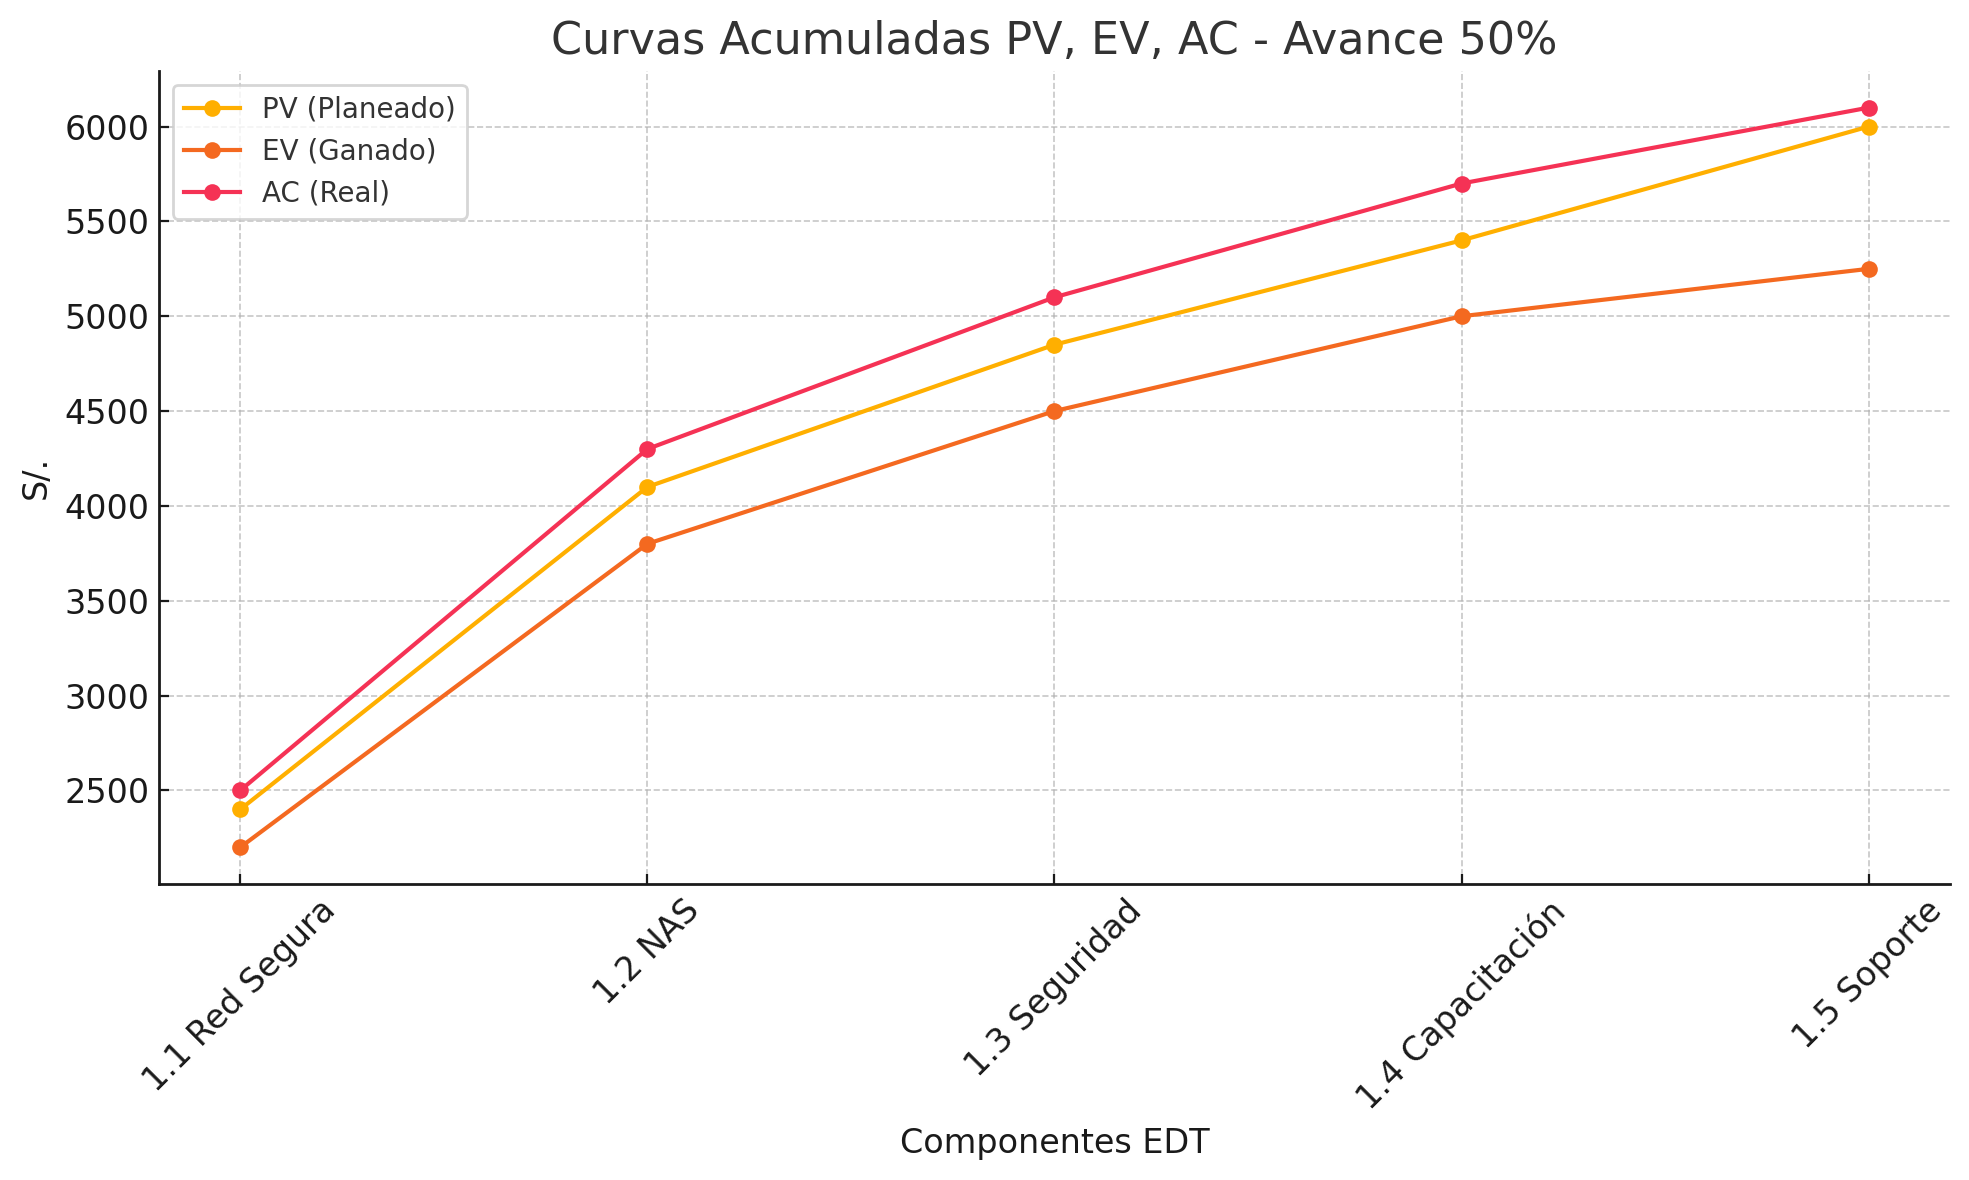 Curvas Acumuladas PV, EV, AC - Avance 50%
PV (Planeado)
EV (Ganado)
AC (Real)
6000
5500
5000
4500
4000
3500
3000
2500
S/.
1.1 Red Segura
1.2 NAS
1.3 Seguridad
1.4 Capacitación
1.5 Soporte
Componentes EDT